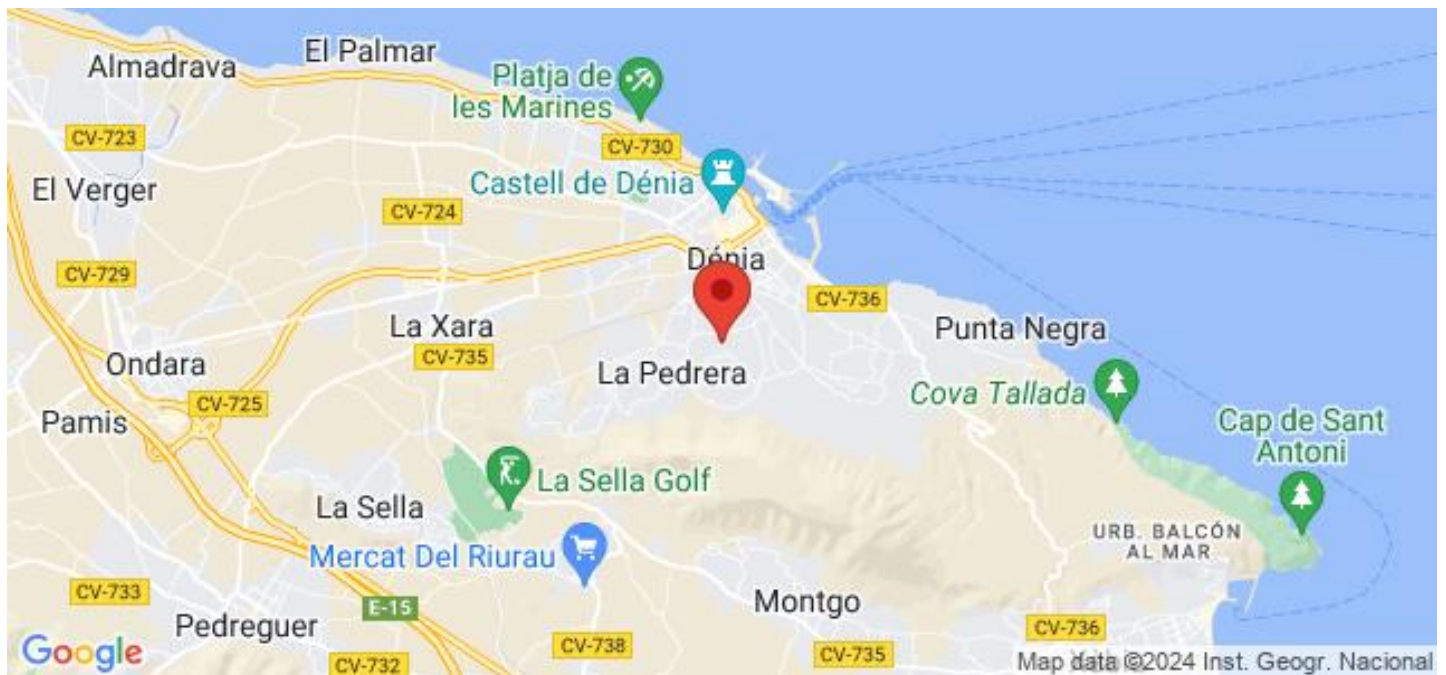 El Palmar
Almadrava
Platja de
les Marines
CV-723
CV-730
El Verger
Castell de Dénia
CV-724
Dénia
CV-729
CV-736
La Xara
Punta Negra
CV-735
Ondara
La Pedrera
Cova Tallada
CV-725
Pamis
Cap de Sant
Antoni
La Sella Golf
La Sella
URB. BALCÓN
AL MAR
Mercat Del Riurau
CV-733
E-15
Montgo
Pedreguer
CV-736
Google
CV-732
CV-738
CV-735
Map data ©2024 Inst. Geogr. Nacional